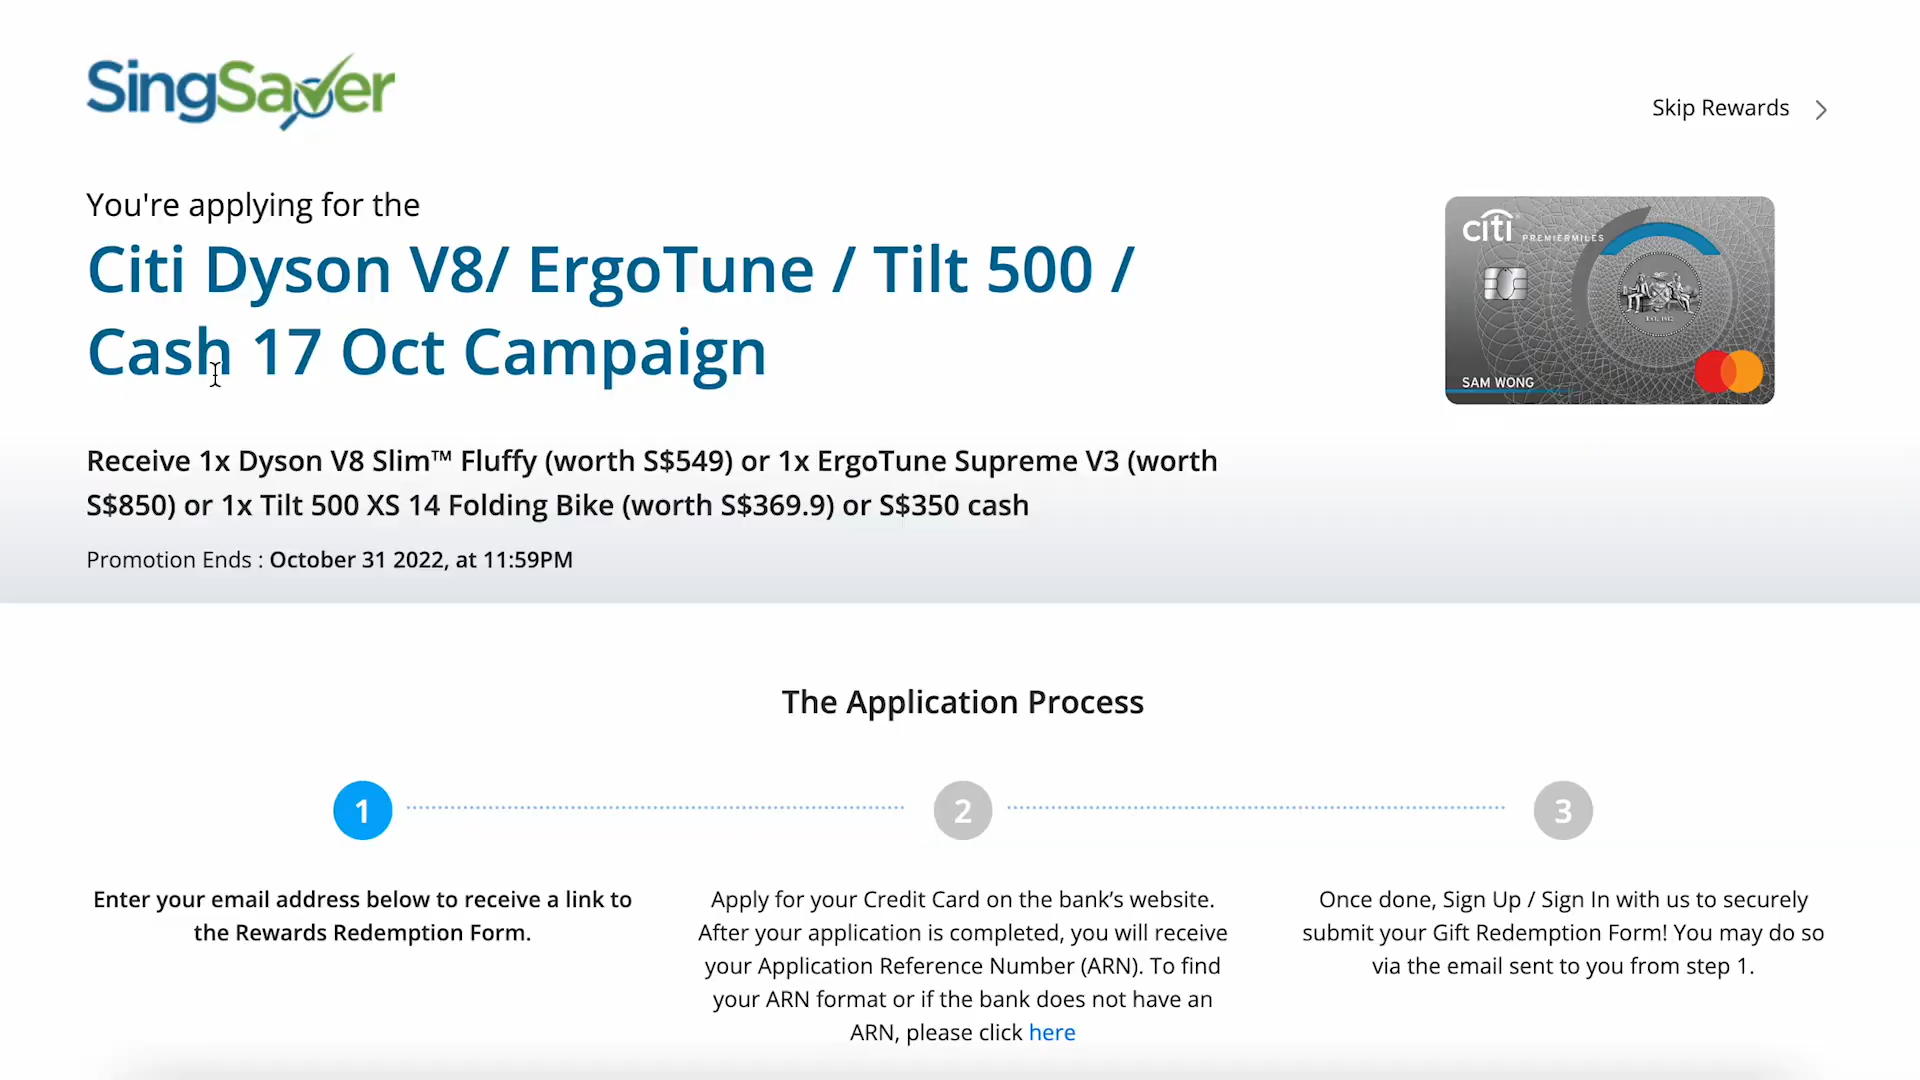 SingSaver
Skip Rewards
You're applying for the
Citi Dyson V8/ ErgoTune / Tilt 500 /
Cash 17 Oct Campaign
citi PREMIERMILES
EST. 1812
SAM WONG
Receive 1x Dyson V8 Slim™ Fluffy (worth S$549) or 1x ErgoTune Supreme V3 (worth
S$850) or 1x Tilt 500 XS 14 Folding Bike (worth S$369.9) or S$350 cash
Promotion Ends : October 31 2022, at 11:59PM
The Application Process
1
2
3
Enter your email address below to receive a link to
the Rewards Redemption Form.
Apply for your Credit Card on the bank’s website.
After your application is completed, you will receive
your Application Reference Number (ARN). To find
your ARN format or if the bank does not have an
ARN, please click here
Once done, Sign Up / Sign In with us to securely
submit your Gift Redemption Form! You may do so
via the email sent to you from step 1.